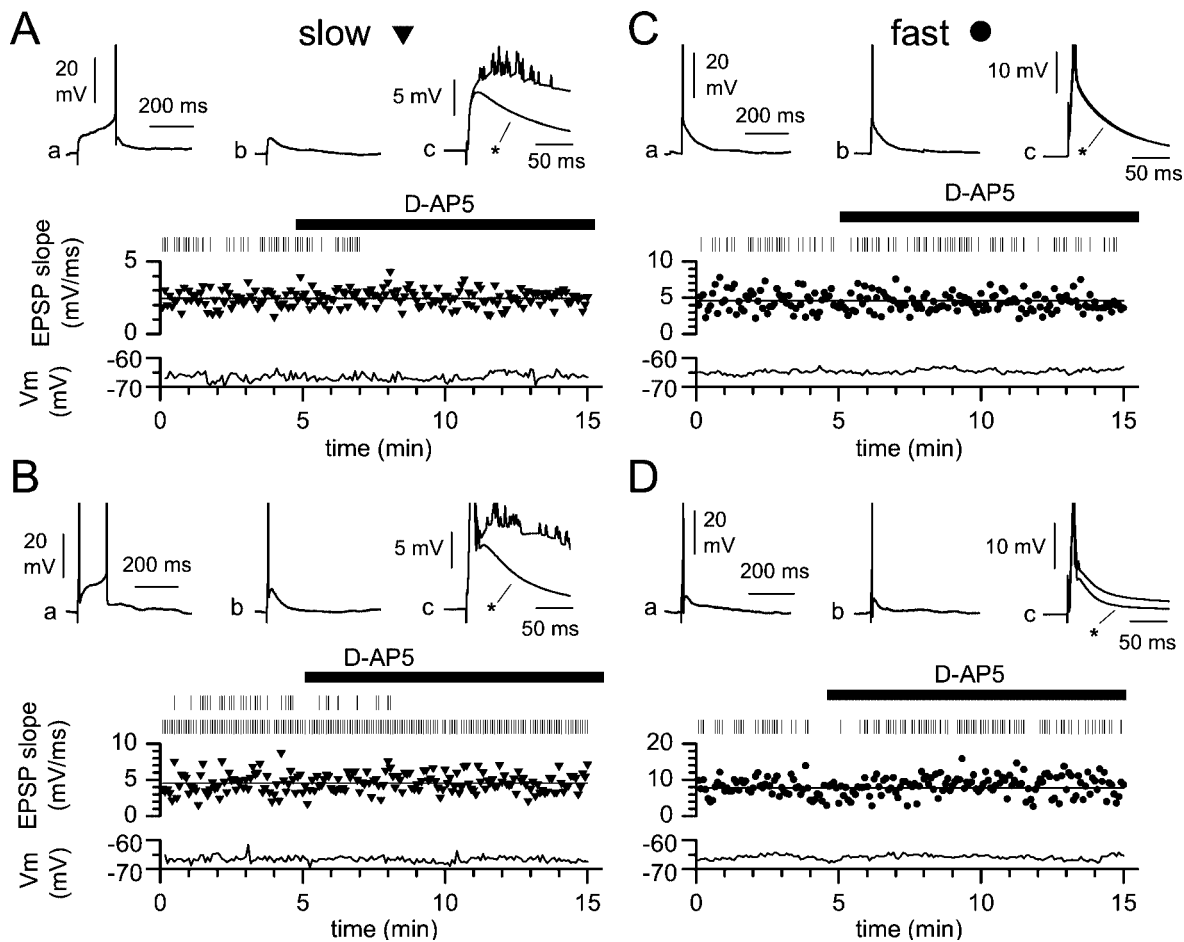 A
slow
20
mV
200 ms
a
b
5 mV
c
*
50 ms
D-AP5
EPSP slope
(mV/ms)
5
0
Vm
(mV)
-60
-70
0
5
10
15
time (min)
C
fast
20
mV
200 ms
a
b
10 mV
c
*
50 ms
D-AP5
10
5
0
-60
-70
0
5
10
15
time (min)
B
20
mV
200 ms
a
b
5 mV
c
*
50 ms
D-AP5
EPSP slope
(mV/ms)
10
5
0
Vm
(mV)
-60
-70
0
5
10
15
time (min)
D
20
mV
200 ms
a
b
10 mV
c
*
50 ms
D-AP5
20
10
0
-60
-70
0
5
10
15
time (min)